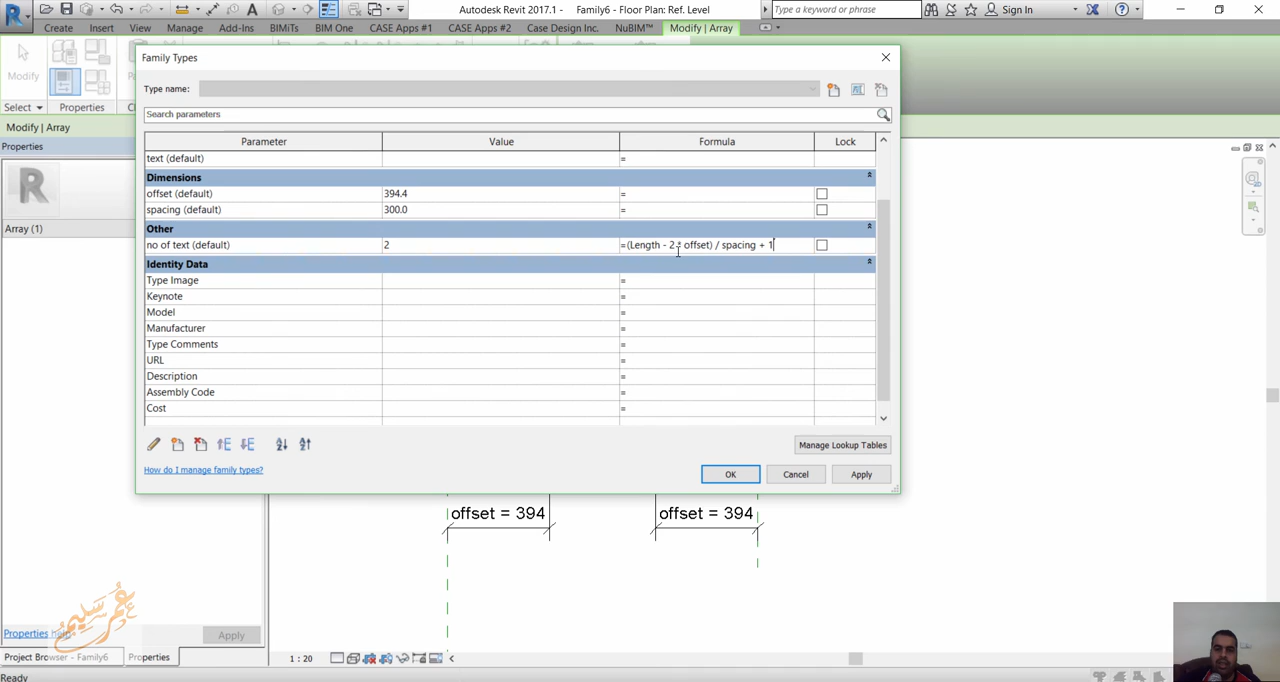 Autodesk Revit 2017.1 - Family6 - Floor Plan: Ref. Level
Type a keyword or phrase
Sign In
Create Insert View Manage Add-Ins BIMiTs BIM One CASE Apps #1 CASE Apps #2 Case Design Inc. NuBIM™ Modify | Array
Modify
Select
Properties
Modify | Array
Properties
Array (1)
Family Types
Type name:
Search parameters
Parameter Value Formula Lock
text (default) =
Dimensions
offset (default) 394.4 =
spacing (default) 300.0 =
Other
no of text (default) 2 =(Length - 2 * offset) / spacing + 1
Identity Data
Type Image =
Keynote =
Model =
Manufacturer =
Type Comments =
URL =
Description =
Assembly Code =
Cost =
Manage Lookup Tables
How do I manage family types?
OK Cancel Apply
offset = 394 offset = 394
عمر سليم
Properties help
Apply
Project Browser - Family6 Properties
1 : 20
Ready